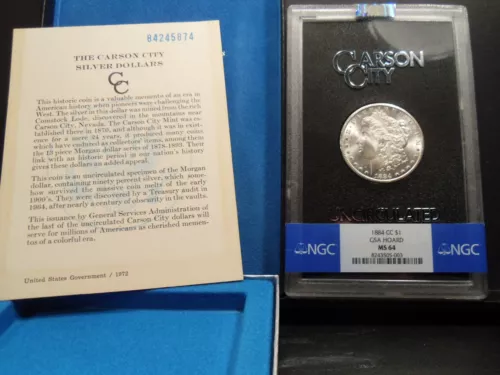 84245874
THE CARSON CITY
SILVER DOLLARS
CC
This historic coin is a valuable memento of an era in
American history when pioneers were challenging the
West. The silver in this dollar was mined from the rich
Comstock Lode, discovered in the mountains near
Carson City, Nevada. The Carson City Mint was es-
tablished there in 1870, and although it was in exist-
ence for a mere 24 years, it produced many coins
which have endured as collectors' items, among them
the 13 piece Morgan dollar series of 1878-1893. Their
link with an historic period in our nation's history
gives these dollars an added appeal.
This coin is an uncirculated specimen of the Morgan
dollar, containing ninety percent silver, which some-
how survived the massive coin melts of the early
1900's. They were discovered by a Treasury audit in
1964, after nearly a century of obscurity in the vaults.
This issuance by General Services Administration of
the last of the uncirculated Carson City dollars will
serve for millions of Americans as cherished memen-
tos of a colorful era.
United States Government / 1972
CARSON
CITY
1884
UNCIRCULATED
NGC
1884 CC $1
GSA HOARD
MS 64
8243505-003
NGC